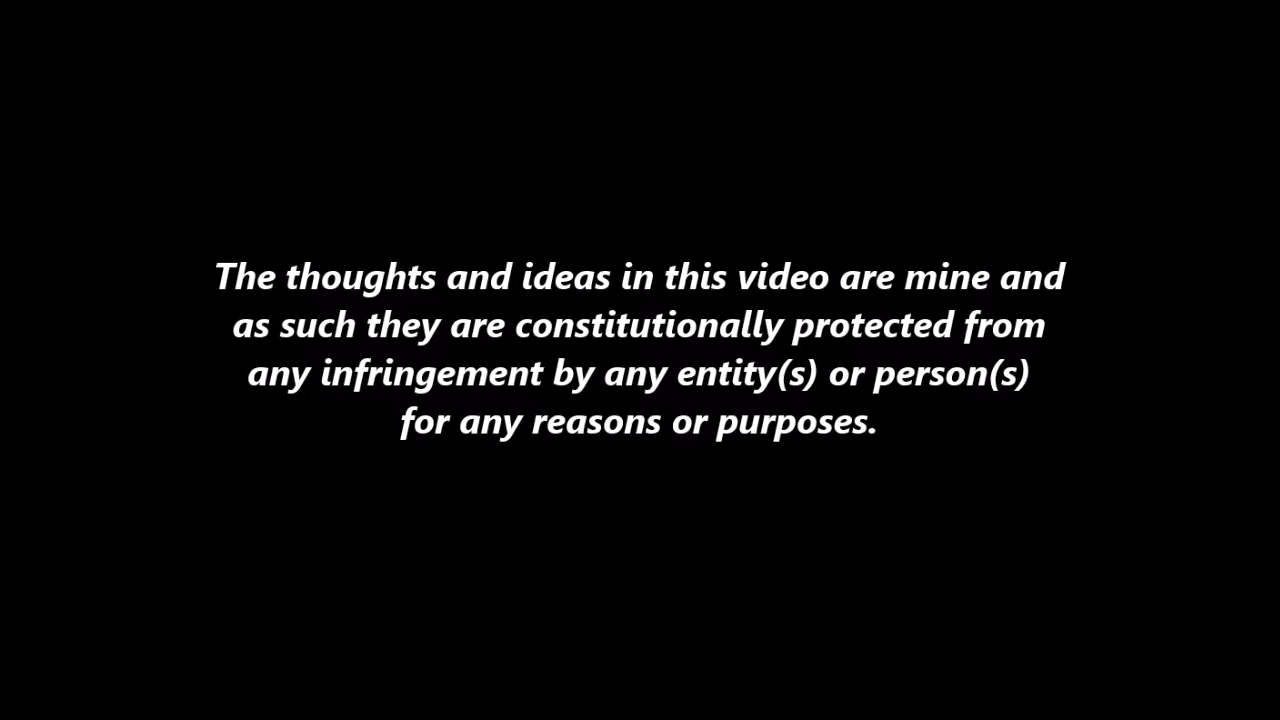 The thoughts and ideas in this video are mine and
as such they are constitutionally protected from
any infringement by any entity(s) or person(s)
for any reasons or purposes.